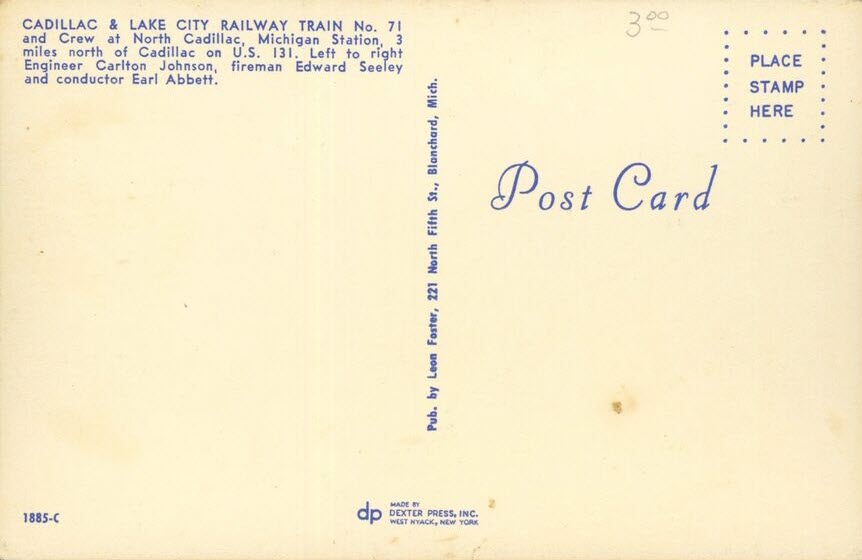 CADILLAC & LAKE CITY RAILWAY TRAIN No. 71
and Crew at North Cadillac, Michigan Station, 3
miles north of Cadillac on U.S. 131. Left to right
Engineer Carlton Johnson, fireman Edward Seeley
and conductor Earl Abbett.
3⁰⁰
PLACE
STAMP
HERE
Post Card
Pub. by Leon Foster, 221 North Fifth St., Blanchard, Mich.
1885-C
dp
MADE BY
DEXTER PRESS, INC.
WEST NYACK, NEW YORK